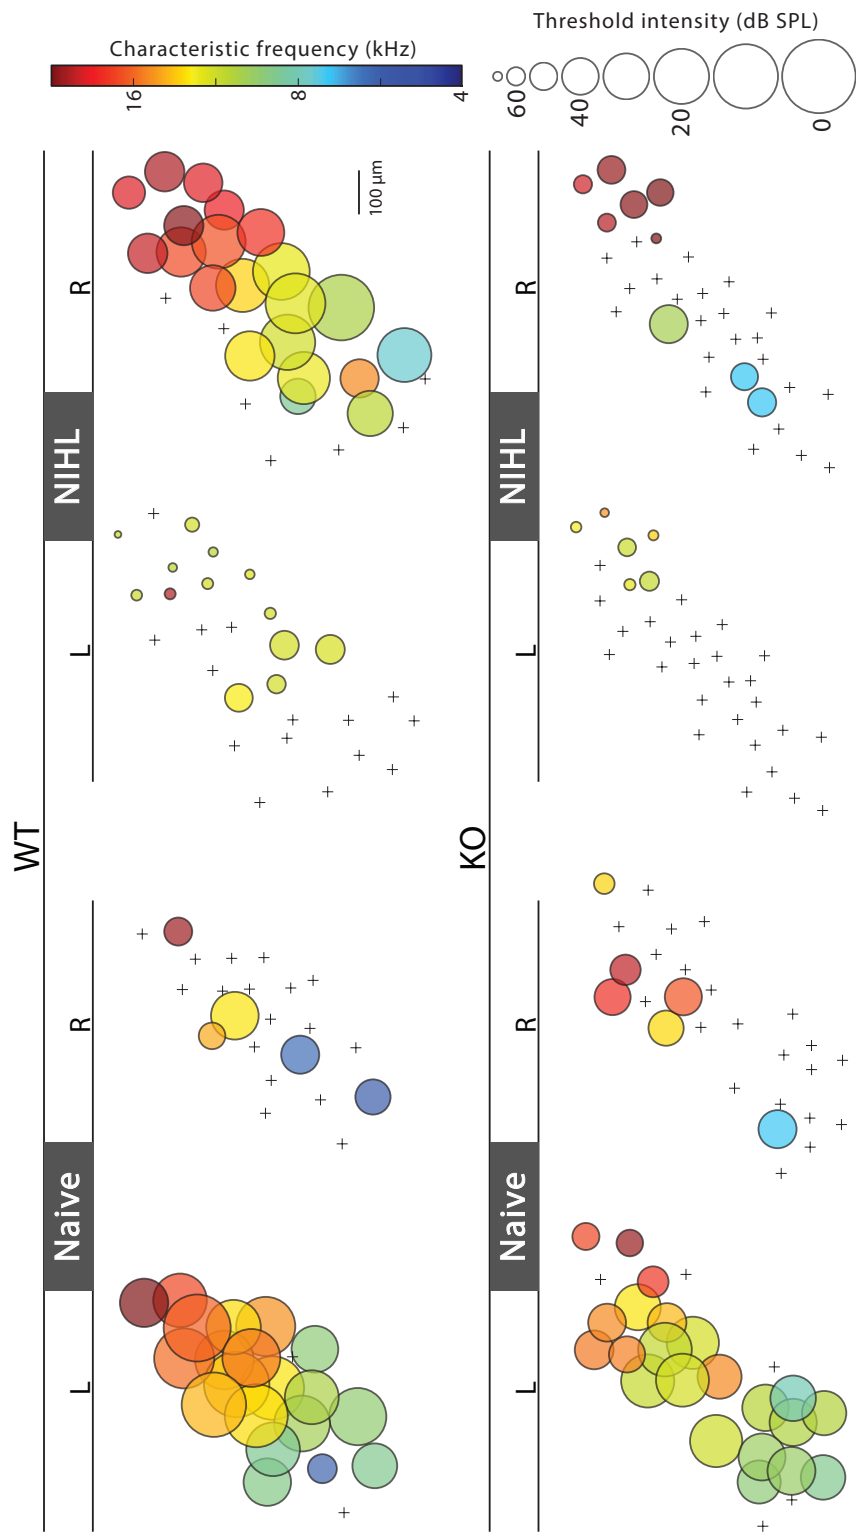 Characteristic frequency (kHz)
16
8
4
Threshold intensity (dB SPL)
60
40
20
0
100 µm
WT
R
NIHL
L
R
Naive
L
KO
R
NIHL
L
R
Naive
L